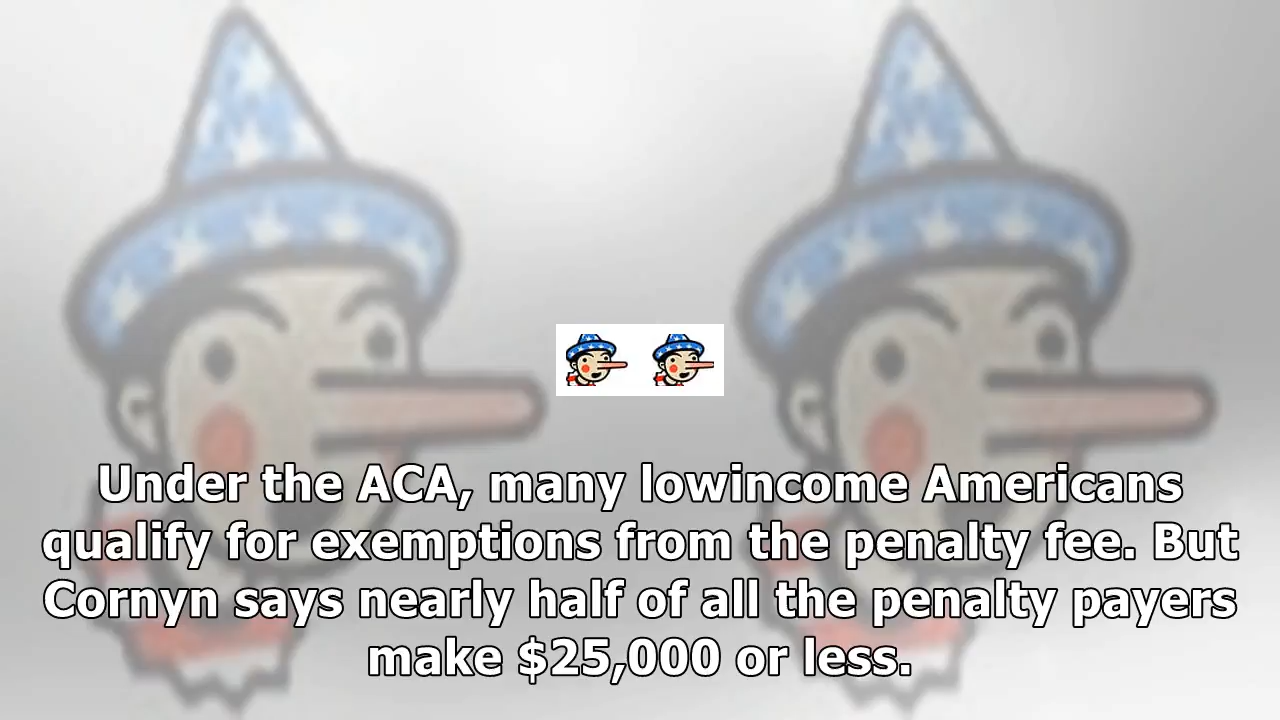 Under the ACA, many lowincome Americans
qualify for exemptions from the penalty fee. But
Cornyn says nearly half of all the penalty payers
make $25,000 or less.